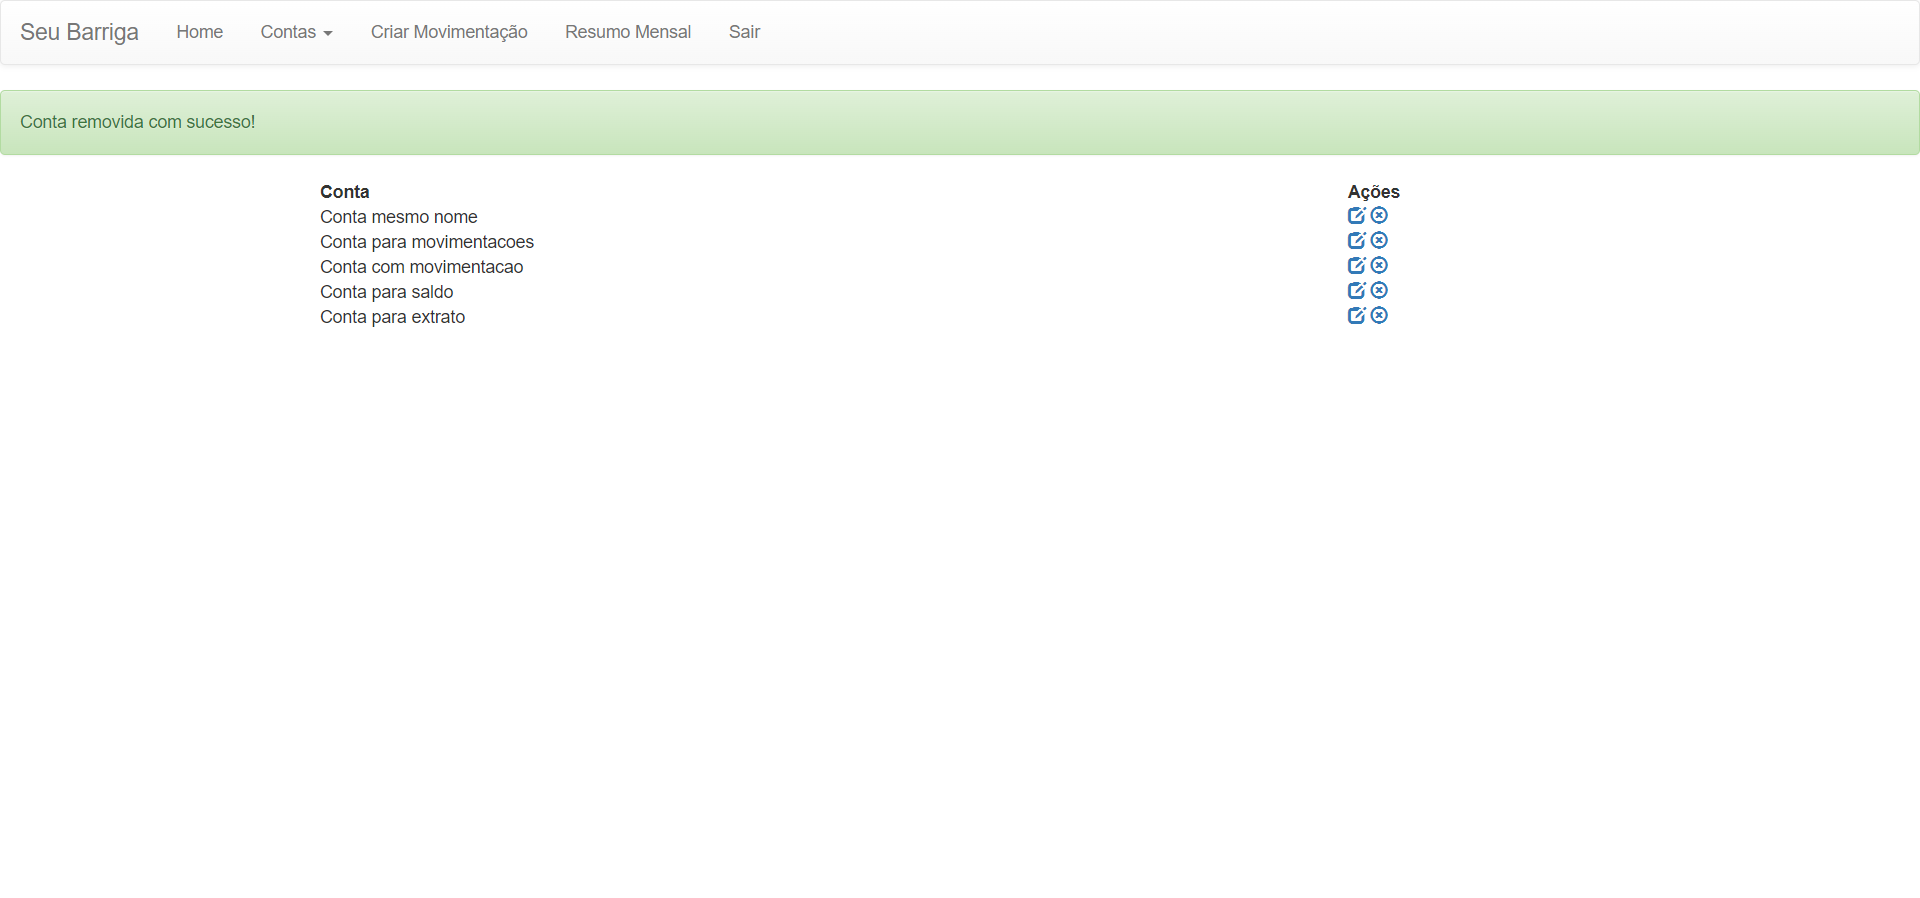 Seu Barriga Home Contas Criar Movimentação Resumo Mensal Sair
Conta removida com sucesso!
Conta Ações
Conta mesmo nome
Conta para movimentacoes
Conta com movimentacao
Conta para saldo
Conta para extrato